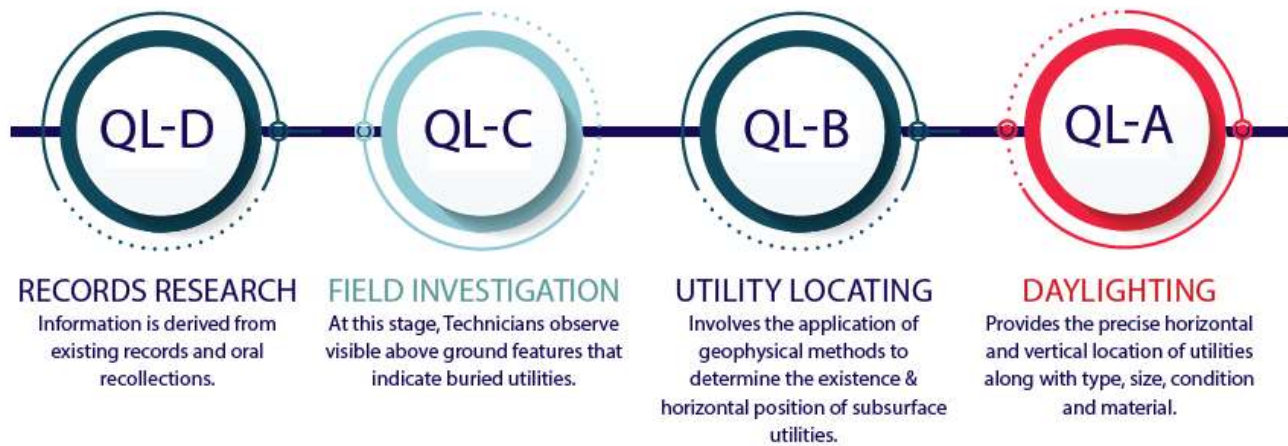 QL-D
QL-C
QL-B
QL-A
RECORDS RESEARCH
Information is derived from
existing records and oral
recollections.
FIELD INVESTIGATION
At this stage, Technicians observe
visible above ground features that
indicate buried utilities.
UTILITY LOCATING
Involves the application of
geophysical methods to
determine the existence &
horizontal position of subsurface
utilities.
DAYLIGHTING
Provides the precise horizontal
and vertical location of utilities
along with type, size, condition
and material.